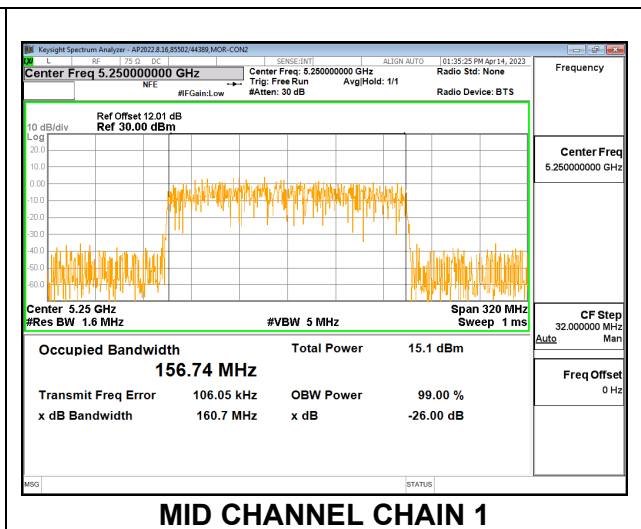 Keysight Spectrum Analyzer - AP2022.8.16,85502/44389,MOR-CON2
L RF 75 Ω DC SENSE:INT ALIGN AUTO 01:35:25 PM Apr 14, 2023
Center Freq 5.250000000 GHz
NFE
#IFGain:Low
Center Freq: 5.250000000 GHz
Trig: Free Run Avg|Hold: 1/1
#Atten: 30 dB
Radio Std: None
Radio Device: BTS
Frequency
Ref Offset 12.01 dB
10 dB/div Ref 30.00 dBm
Log
20.0
10.0
0.00
-10.0
-20.0
-30.0
-40.0
-50.0
-60.0
Center 5.25 GHz Span 320 MHz
#Res BW 1.6 MHz #VBW 5 MHz Sweep 1 ms
Occupied Bandwidth Total Power 15.1 dBm
156.74 MHz
Transmit Freq Error 106.05 kHz OBW Power 99.00 %
x dB Bandwidth 160.7 MHz x dB -26.00 dB
Center Freq
5.250000000 GHz
CF Step
32.000000 MHz
Auto Man
Freq Offset
0 Hz
MSG STATUS
MID CHANNEL CHAIN 1